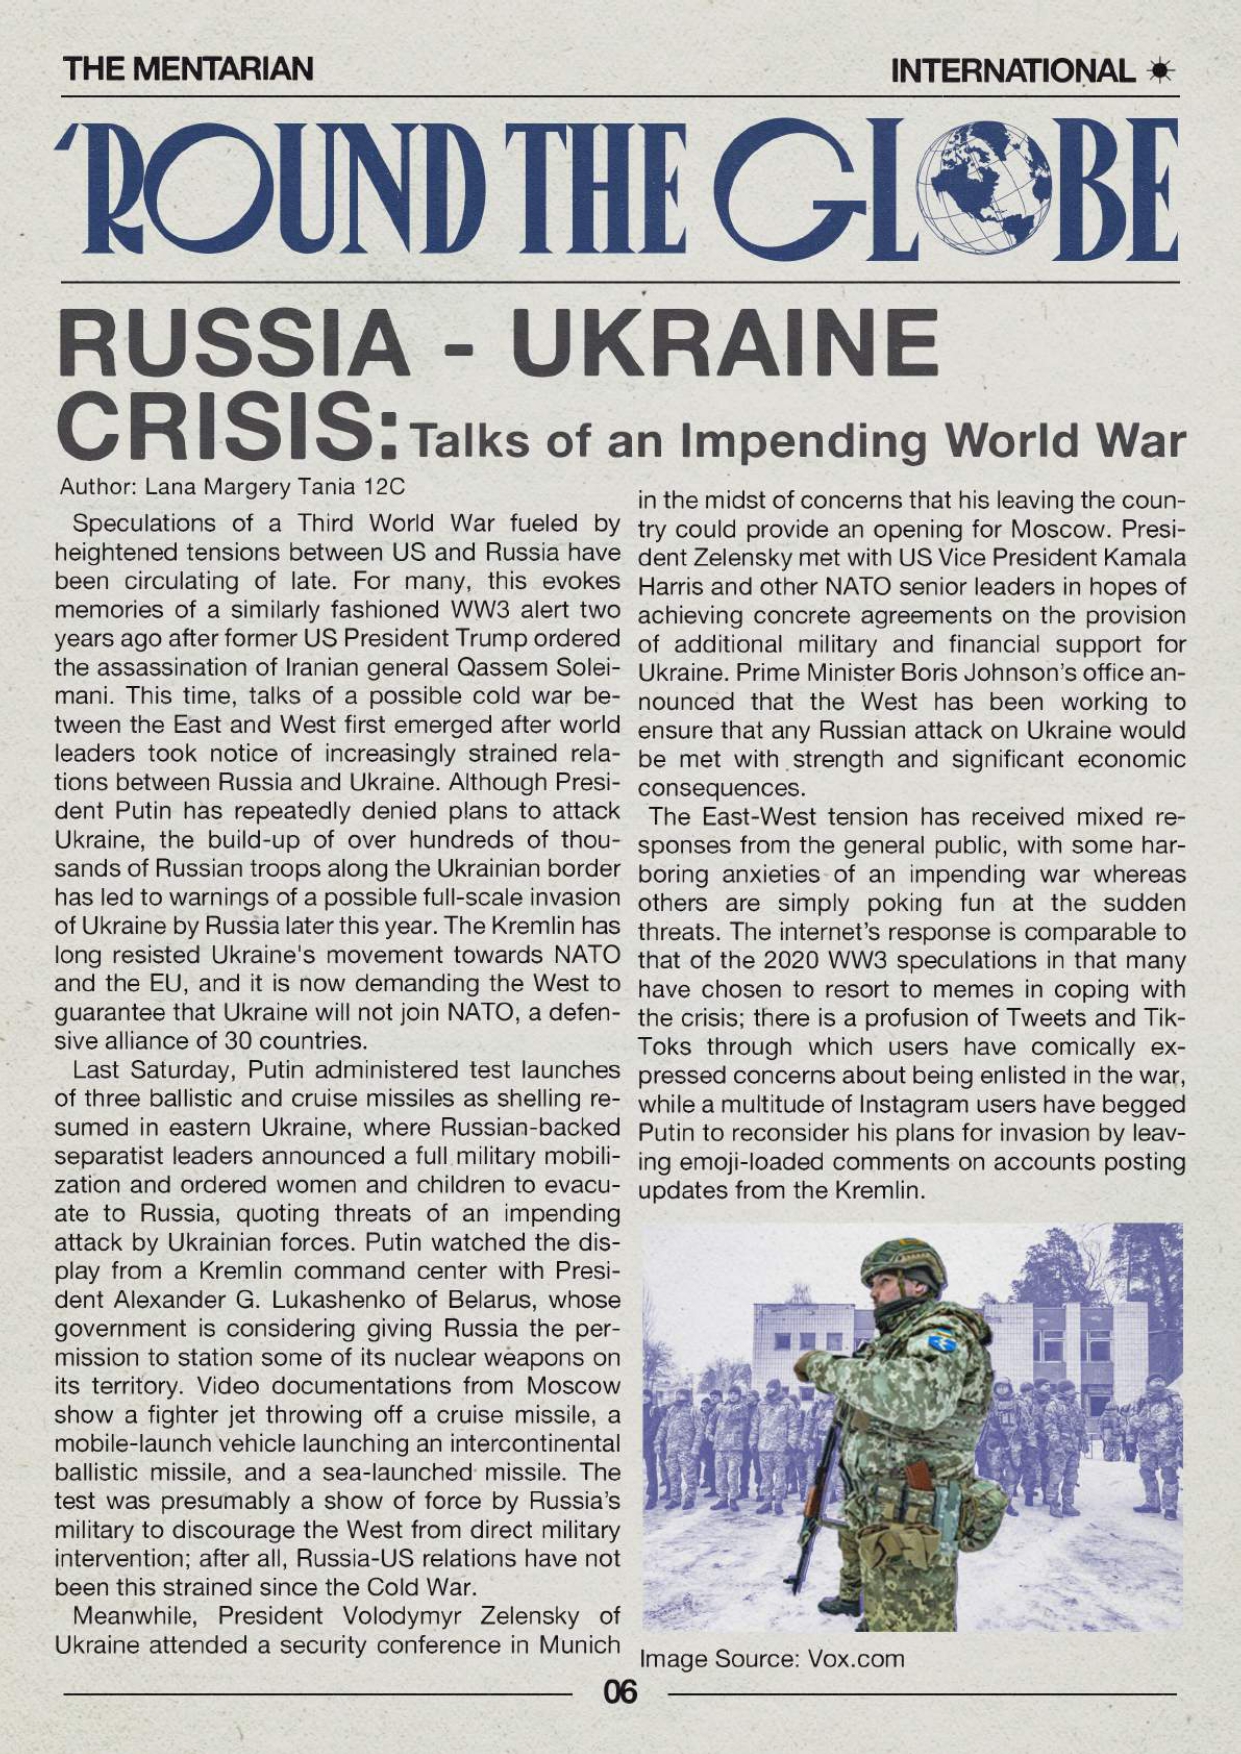 THE MENTARIAN
INTERNATIONAL
'ROUND THE GLOBE
RUSSIA - UKRAINE
CRISIS: Talks of an Impending World War
Author: Lana Margery Tania 12C
Speculations of a Third World War fueled by
heightened tensions between US and Russia have
been circulating of late. For many, this evokes
memories of a similarly fashioned WW3 alert two
years ago after former US President Trump ordered
the assassination of Iranian general Qassem Solei-
mani. This time, talks of a possible cold war be-
tween the East and West first emerged after world
leaders took notice of increasingly strained rela-
tions between Russia and Ukraine. Although Presi-
dent Putin has repeatedly denied plans to attack
Ukraine, the build-up of over hundreds of thou-
sands of Russian troops along the Ukrainian border
has led to warnings of a possible full-scale invasion
of Ukraine by Russia later this year. The Kremlin has
long resisted Ukraine's movement towards NATO
and the EU, and it is now demanding the West to
guarantee that Ukraine will not join NATO, a defen-
sive alliance of 30 countries.
Last Saturday, Putin administered test launches
of three ballistic and cruise missiles as shelling re-
sumed in eastern Ukraine, where Russian-backed
separatist leaders announced a full military mobili-
zation and ordered women and children to evacu-
ate to Russia, quoting threats of an impending
attack by Ukrainian forces. Putin watched the dis-
play from a Kremlin command center with Presi-
dent Alexander G. Lukashenko of Belarus, whose
government is considering giving Russia the per-
mission to station some of its nuclear weapons on
its territory. Video documentations from Moscow
show a fighter jet throwing off a cruise missile, a
mobile-launch vehicle launching an intercontinental
ballistic missile, and a sea-launched missile. The
test was presumably a show of force by Russia's
military to discourage the West from direct military
intervention; after all, Russia-US relations have not
been this strained since the Cold War.
Meanwhile, President Volodymyr Zelensky of
Ukraine attended a security conference in Munich
in the midst of concerns that his leaving the coun-
try could provide an opening for Moscow. Presi-
dent Zelensky met with US Vice President Kamala
Harris and other NATO senior leaders in hopes of
achieving concrete agreements on the provision
of additional military and financial support for
Ukraine. Prime Minister Boris Johnson's office an-
nounced that the West has been working to
ensure that any Russian attack on Ukraine would
be met with strength and significant economic
consequences.
The East-West tension has received mixed re-
sponses from the general public, with some har-
boring anxieties of an impending war whereas
others are simply poking fun at the sudden
threats. The internet's response is comparable to
that of the 2020 WW3 speculations in that many
have chosen to resort to memes in coping with
the crisis; there is a profusion of Tweets and Tik-
Toks through which users have comically ex-
pressed concerns about being enlisted in the war,
while a multitude of Instagram users have begged
Putin to reconsider his plans for invasion by leav-
ing emoji-loaded comments on accounts posting
updates from the Kremlin.
Image Source: Vox.com
06